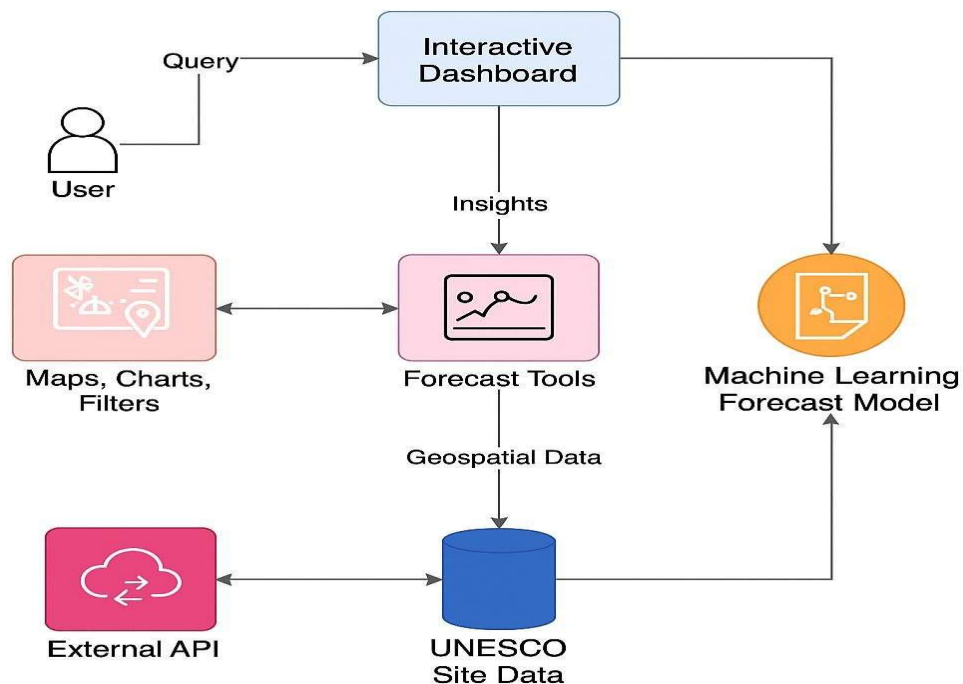 Interactive
Dashboard
Query
User
Insights
Maps, Charts,
Filters
Forecast Tools
Machine Learning
Forecast Model
Geospatial Data
External API
UNESCO
Site Data